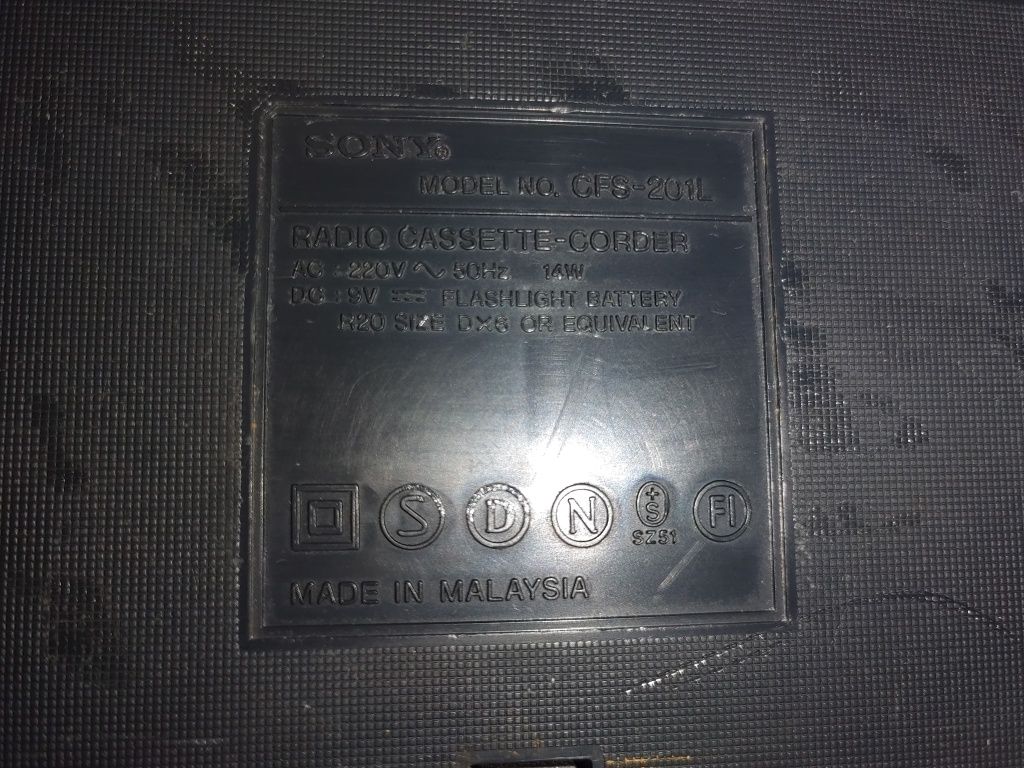 SONY®
MODEL NO. CFS-201L
RADIO CASSETTE-CORDER
AC : 220V ~ 50Hz 14W
DC : 9V ⎓ FLASHLIGHT BATTERY
R20 SIZE D×6 OR EQUIVALENT
S D N +S FI
SZ51
MADE IN MALAYSIA